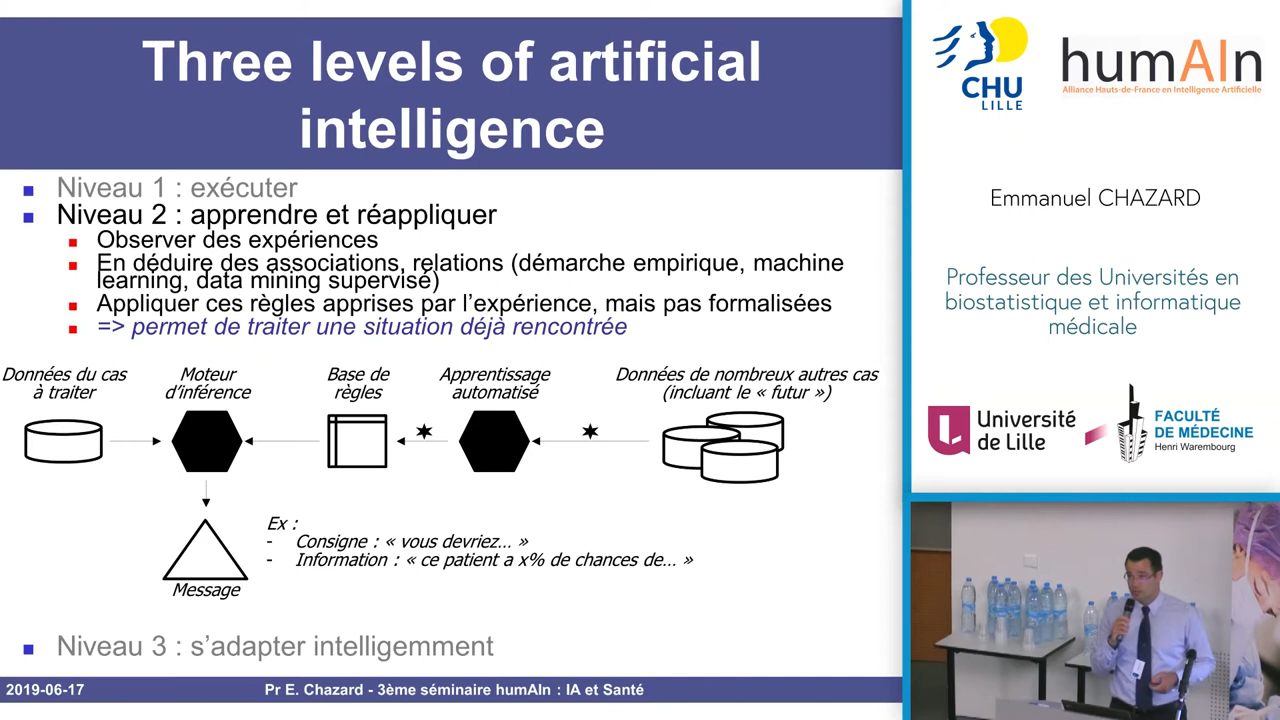 Three levels of artificial
intelligence
Niveau 1 : exécuter
Niveau 2 : apprendre et réappliquer
Observer des expériences
En déduire des associations, relations (démarche empirique, machine
learning, data mining supervisé)
Appliquer ces règles apprises par l’expérience, mais pas formalisées
=> permet de traiter une situation déjà rencontrée
Données du cas
à traiter
Moteur
d’inférence
Base de
règles
Apprentissage
automatisé
Données de nombreux autres cas
(incluant le « futur »)
Message
Ex :
- Consigne : « vous devriez… »
- Information : « ce patient a x% de chances de… »
Niveau 3 : s’adapter intelligemment
2019-06-17
Pr E. Chazard - 3ème séminaire humAIn : IA et Santé
CHU
LILLE
humAIn
Alliance Hauts-de-France en Intelligence Artificielle
Emmanuel CHAZARD
Professeur des Universités en
biostatistique et informatique
médicale
Université
de Lille
FACULTÉ
DE MÉDECINE
Henri Warembourg